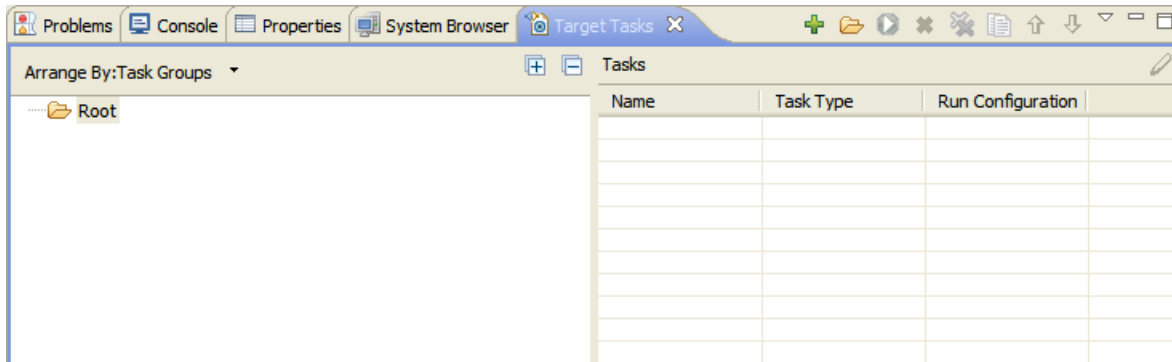 Problems Console Properties System Browser Target Tasks
Arrange By:Task Groups Tasks
Name Task Type Run Configuration
Root